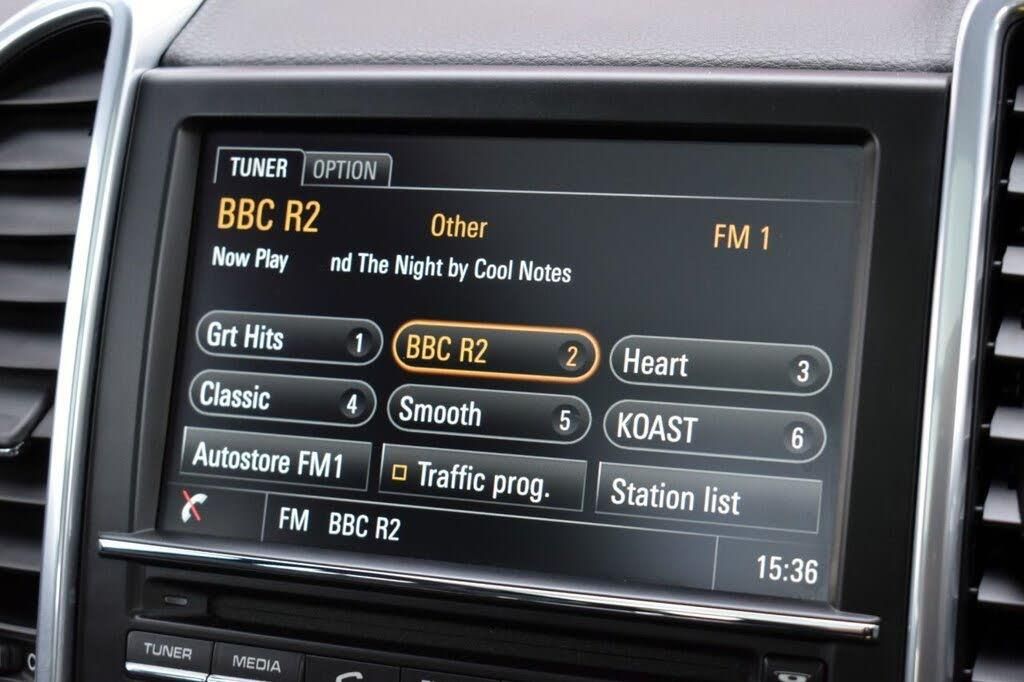 TUNER OPTION
BBC R2 Other FM 1
Now Play nd The Night by Cool Notes
Grt Hits 1 BBC R2 2 Heart 3
Classic 4 Smooth 5 KOAST 6
Autostore FM1 Traffic prog. Station list
FM BBC R2 15:36
TUNER MEDIA